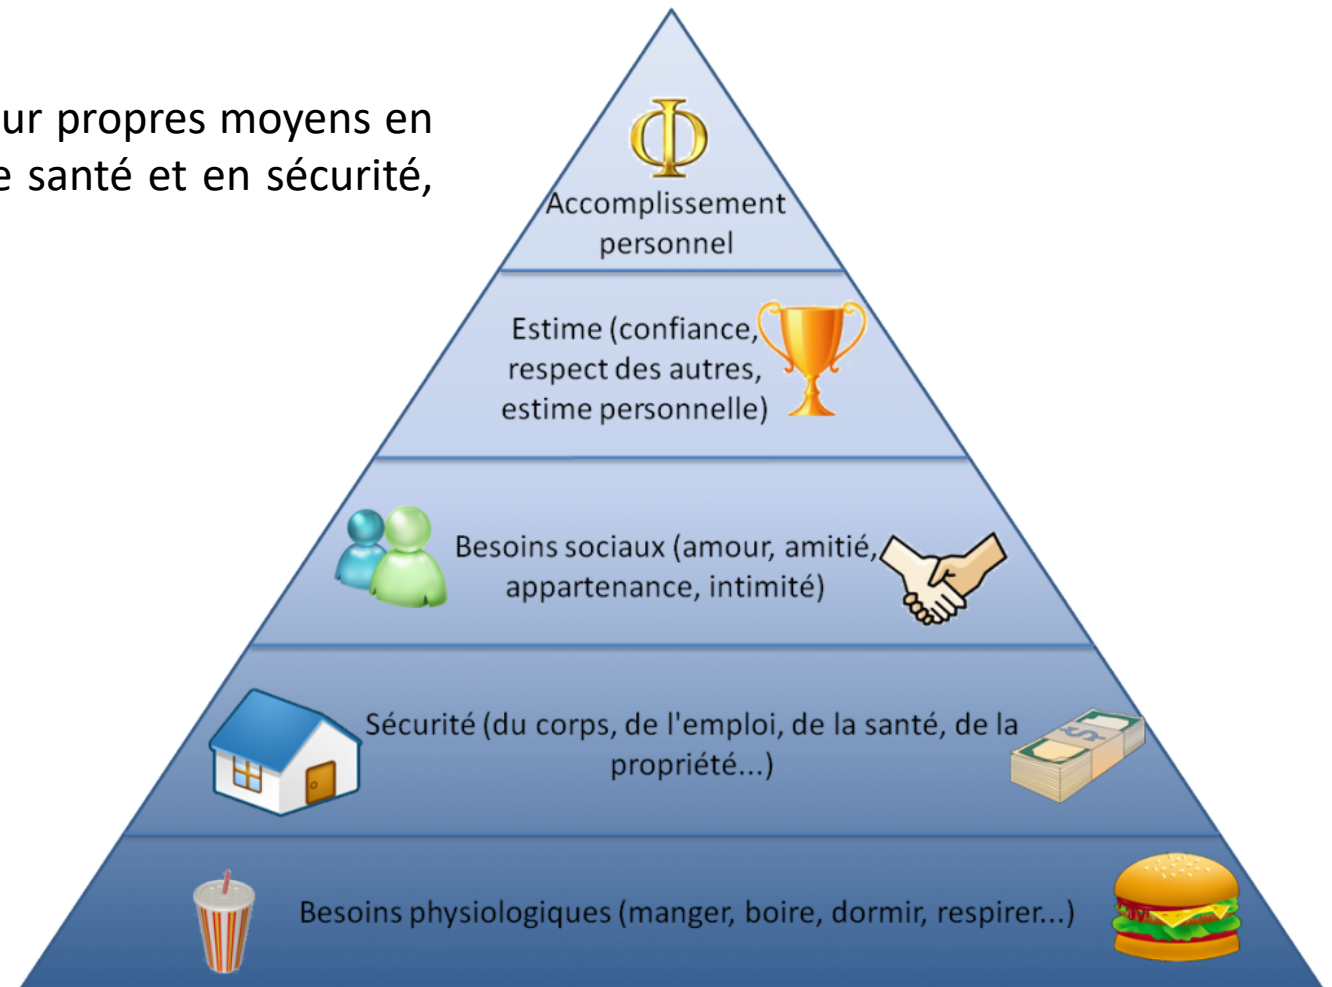 ur propres moyens en
e santé et en sécurité,
Φ
Accomplissement
personnel
Estime (confiance,
respect des autres,
estime personnelle)
Besoins sociaux (amour, amitié,
appartenance, intimité)
Sécurité (du corps, de l'emploi, de la santé, de la
propriété...)
$
Besoins physiologiques (manger, boire, dormir, respirer...)